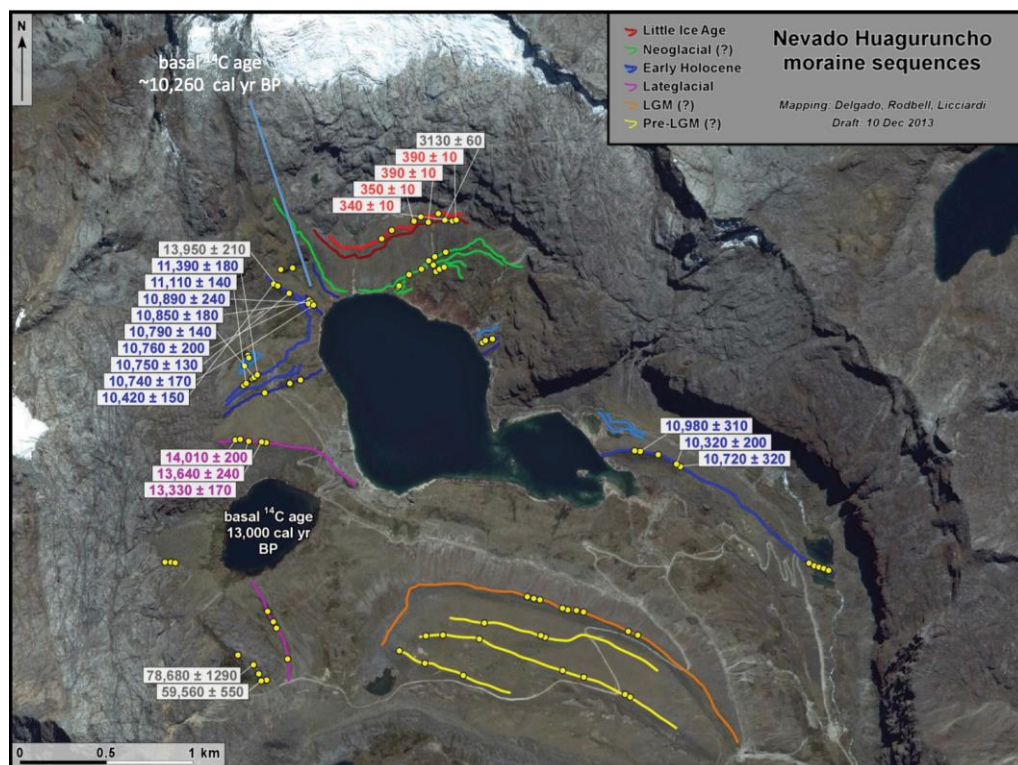 N
basal ¹⁴C age
~10,260 cal yr BP
Little Ice Age
Neoglacial (?)
Early Holocene
Lateglacial
LGM (?)
Pre-LGM (?)
Nevado Huaguruncho
moraine sequences
Mapping: Delgado, Rodbell, Licciardi
Draft: 10 Dec 2013
3130 ± 60
390 ± 10
390 ± 10
350 ± 10
340 ± 10
13,950 ± 210
11,390 ± 180
11,110 ± 140
10,890 ± 240
10,850 ± 180
10,790 ± 140
10,760 ± 200
10,750 ± 130
10,740 ± 170
10,420 ± 150
10,980 ± 310
10,320 ± 200
10,720 ± 320
14,010 ± 200
13,640 ± 240
13,330 ± 170
basal ¹⁴C age
13,000 cal yr
BP
78,680 ± 1290
59,560 ± 550
0 0.5 1 km